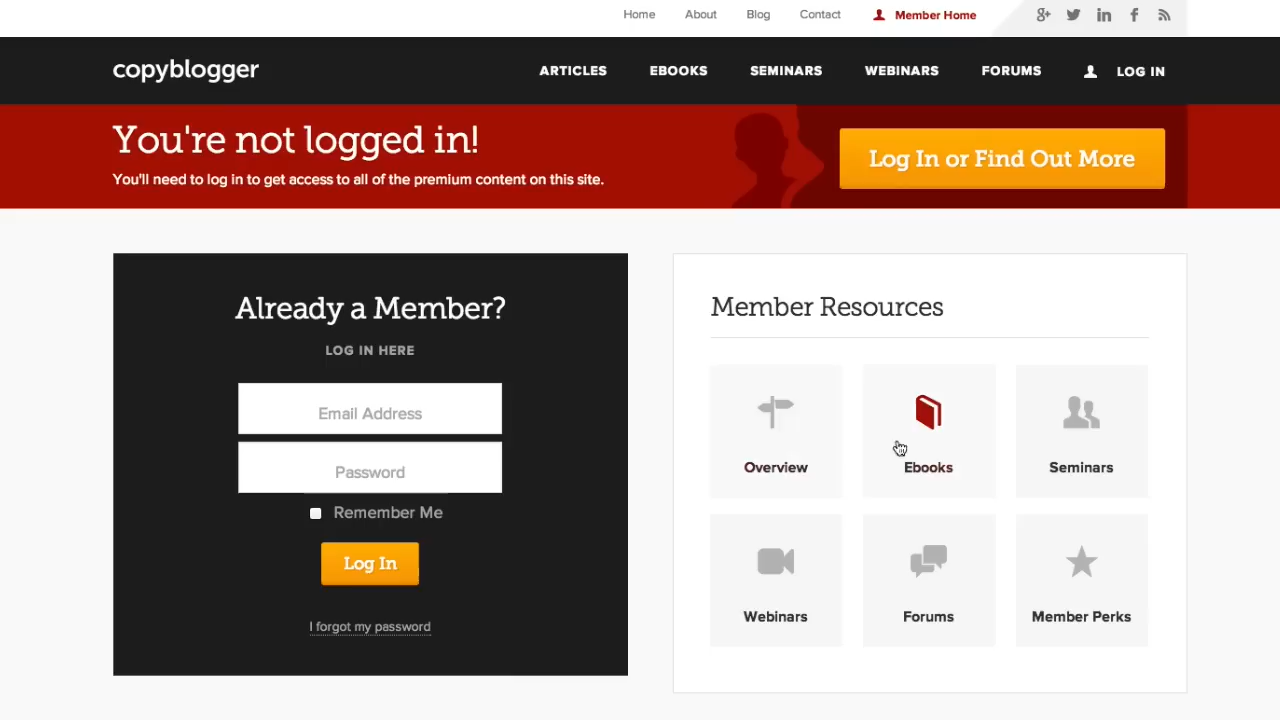 Home About Blog Contact Member Home
copyblogger ARTICLES EBOOKS SEMINARS WEBINARS FORUMS LOG IN
You're not logged in!
You'll need to log in to get access to all of the premium content on this site.
Log In or Find Out More
Already a Member?
LOG IN HERE
Email Address
Password
Remember Me
Log In
I forgot my password
Member Resources
Overview Ebooks Seminars
Webinars Forums Member Perks